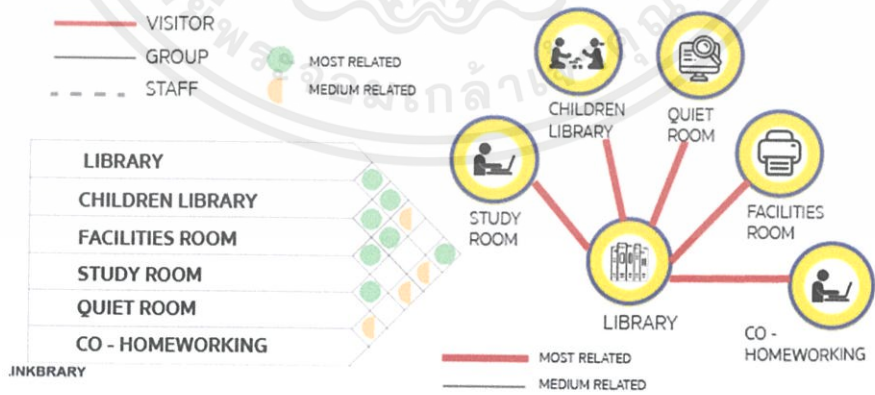 VISITOR
GROUP
STAFF
MOST RELATED
MEDIUM RELATED
LIBRARY
CHILDREN LIBRARY
FACILITIES ROOM
STUDY ROOM
QUIET ROOM
CO - HOMEWORKING
.INKBRARY
CHILDREN
LIBRARY
QUIET
ROOM
STUDY
ROOM
FACILITIES
ROOM
LIBRARY
CO -
HOMEWORKING
MOST RELATED
MEDIUM RELATED